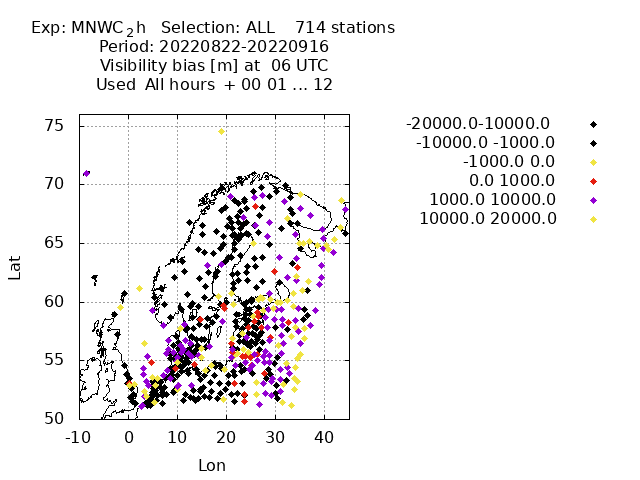 Exp: MNWC2h Selection: ALL 714 stations
Period: 20220822-20220916
Visibility bias [m] at 06 UTC
Used All hours + 00 01 ... 12
-20000.0-10000.0
-10000.0 -1000.0
-1000.0 0.0
0.0 1000.0
1000.0 10000.0
10000.0 20000.0
75
70
65
60
55
50
Lat
-10 0 10 20 30 40
Lon